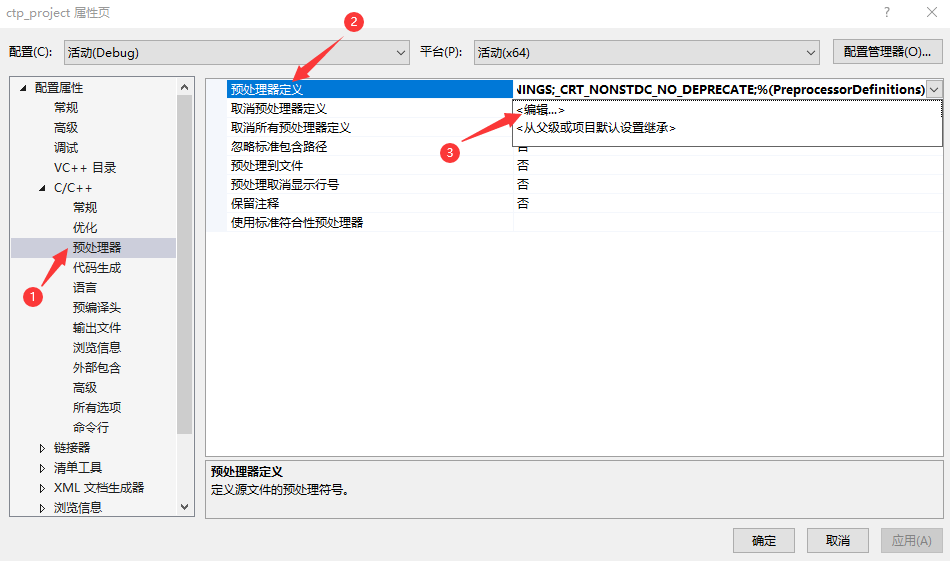 ctp_project 属性页
?
2
配置(C):
活动(Debug)
平台(P):
活动(x64)
配置管理器(O)...
配置属性
常规
高级
调试
VC++ 目录
C/C++
常规
优化
预处理器
代码生成
语言
预编译头
输出文件
浏览信息
外部包含
高级
所有选项
命令行
链接器
清单工具
XML 文档生成器
浏览信息
1
预处理器定义
NINGS;_CRT_NONSTDC_NO_DEPRECATE;%(PreprocessorDefinitions)
取消预处理器定义
<编辑...>
取消所有预处理器定义
<从父级或项目默认设置继承>
3
忽略标准包含路径
否
预处理到文件
否
预处理取消显示行号
否
保留注释
否
使用标准符合性预处理器
预处理器定义
定义源文件的预处理符号。
确定
取消
应用(A)